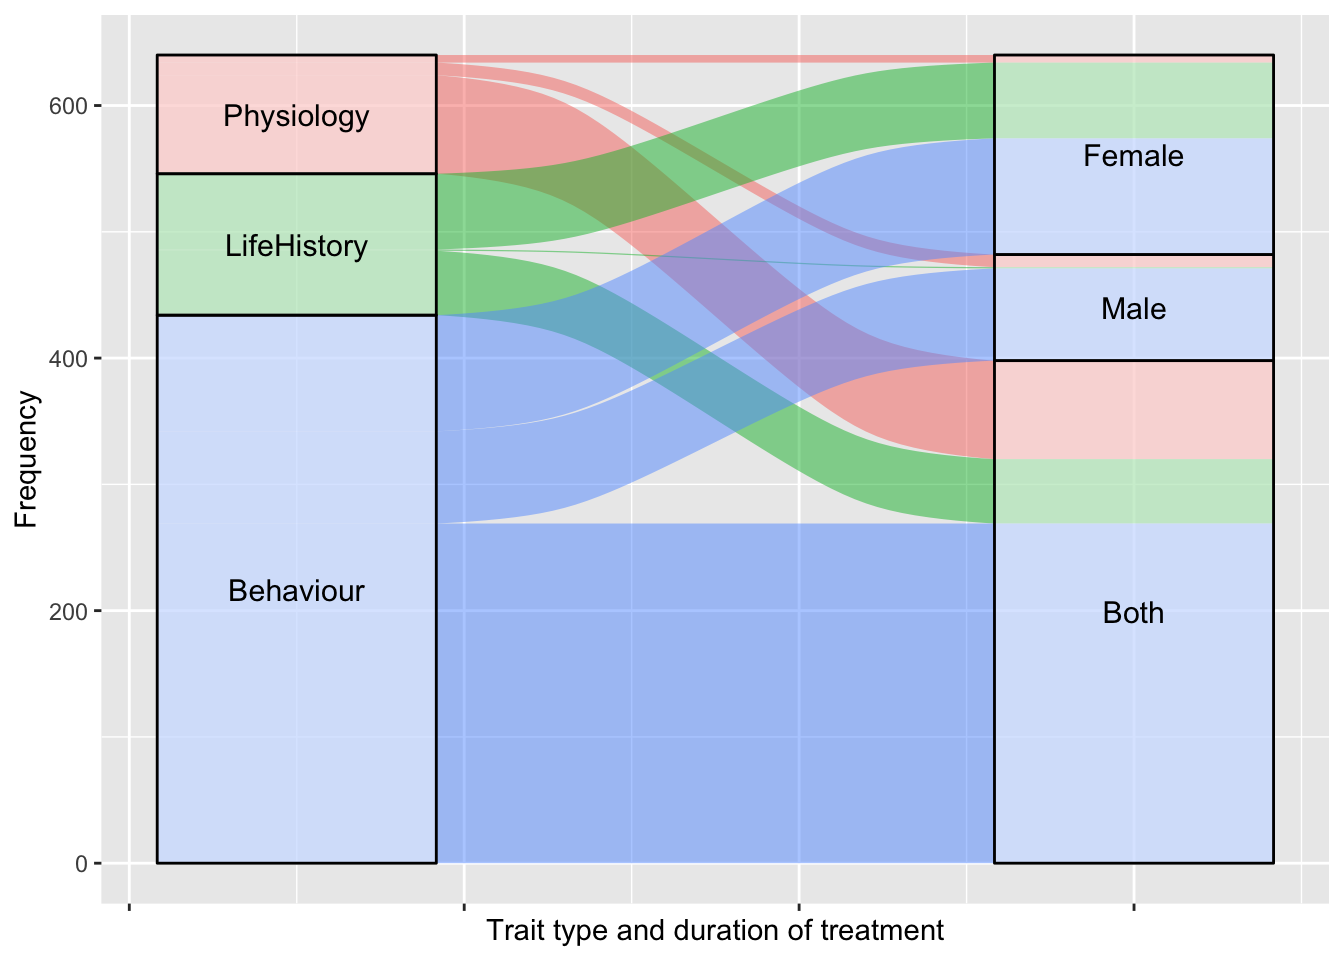 600
400
200
0
Frequency
Physiology
LifeHistory
Behaviour
Female
Male
Both
Trait type and duration of treatment